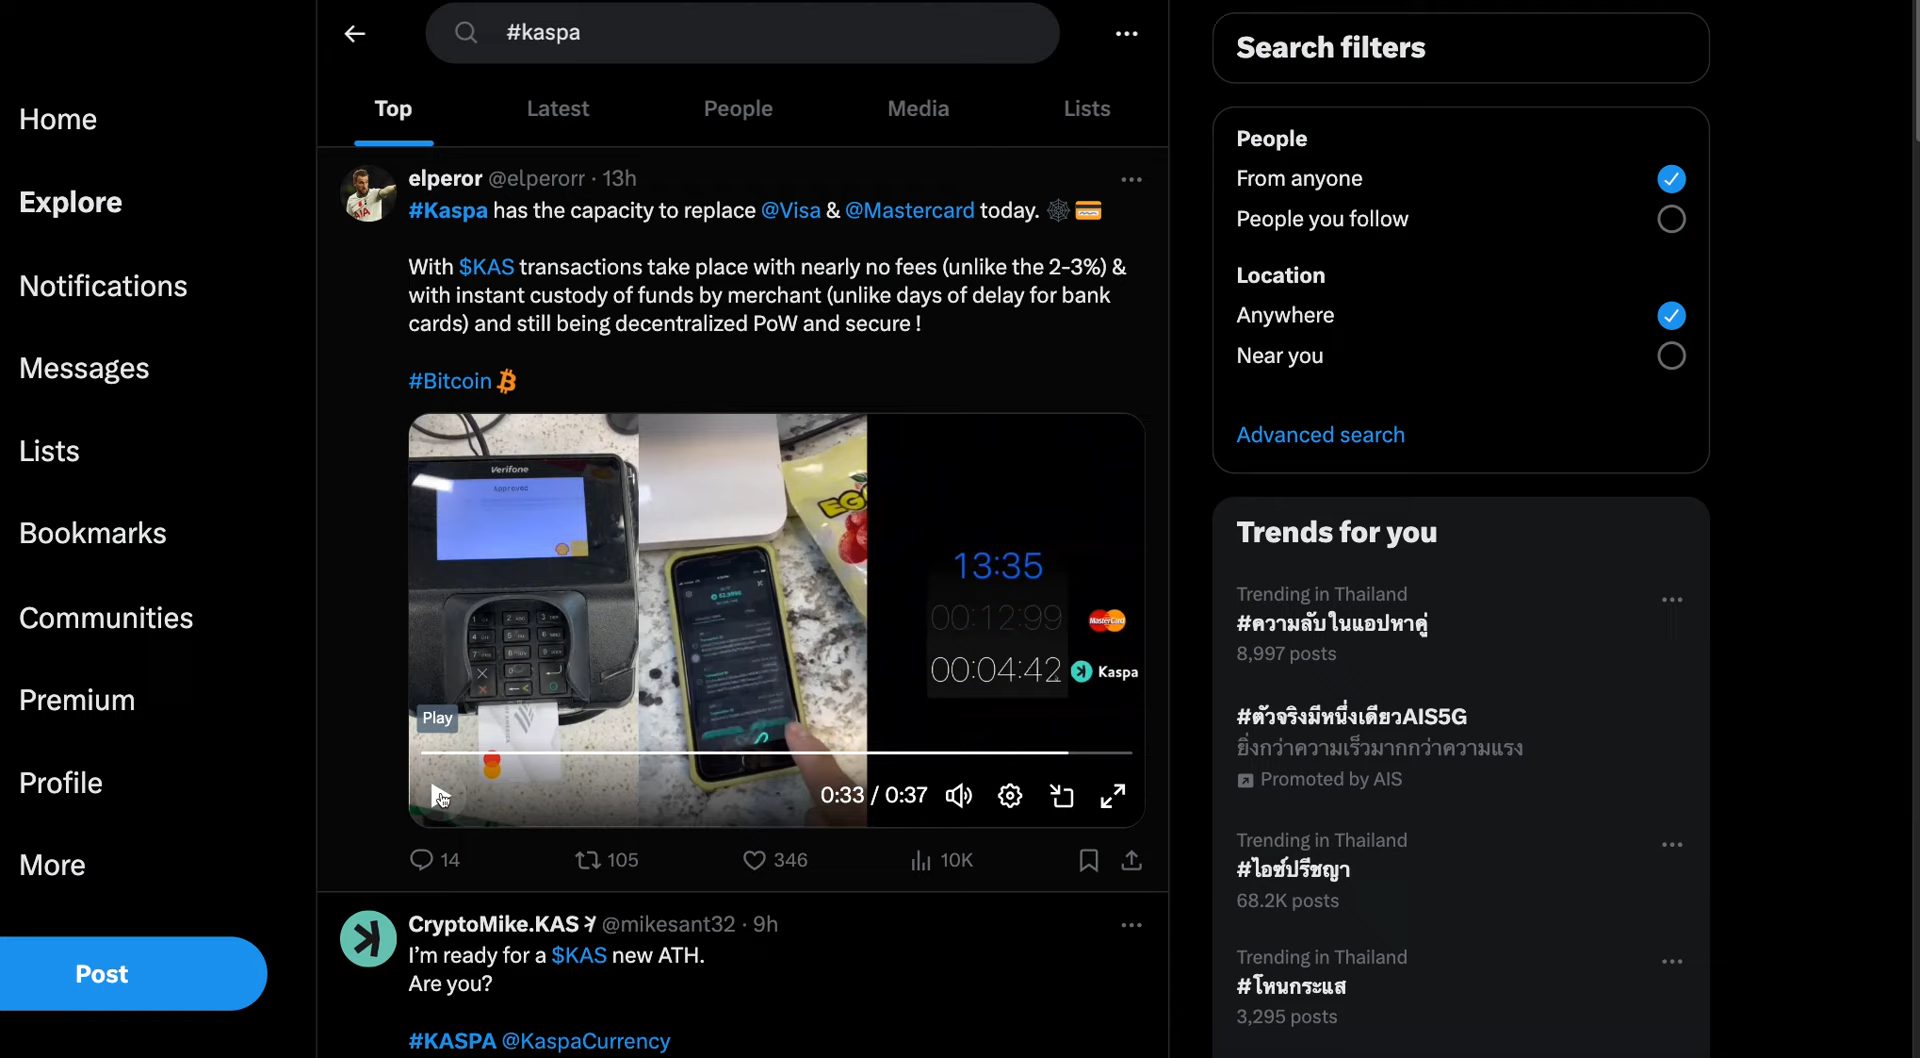 #kaspa
Search filters
Top
Latest
People
Media
Lists
Home
Explore
Notifications
Messages
Lists
Bookmarks
Communities
Premium
Profile
More
Post
elperor @elperorr · 13h
#Kaspa has the capacity to replace @Visa & @Mastercard today. 🕸️💳
With $KAS transactions take place with nearly no fees (unlike the 2-3%) &
with instant custody of funds by merchant (unlike days of delay for bank
cards) and still being decentralized PoW and secure !
#Bitcoin
Verifone
Approved
EGO
13:35
00:12:99
MasterCard
00:04:42
Kaspa
Play
0:33 / 0:37
14
105
346
10K
CryptoMike.KAS @mikesant32 · 9h
I’m ready for a $KAS new ATH.
Are you?
#KASPA @KaspaCurrency
People
From anyone
People you follow
Location
Anywhere
Near you
Advanced search
Trends for you
Trending in Thailand
#ความลับในแอปหาคู่
8,997 posts
#ตัวจริงมีหนึ่งเดียวAIS5G
ยิ่งกว่าความเร็วมากกว่าความแรง
Promoted by AIS
Trending in Thailand
#ไอซ์ปรีชญา
68.2K posts
Trending in Thailand
#โหนกระแส
3,295 posts